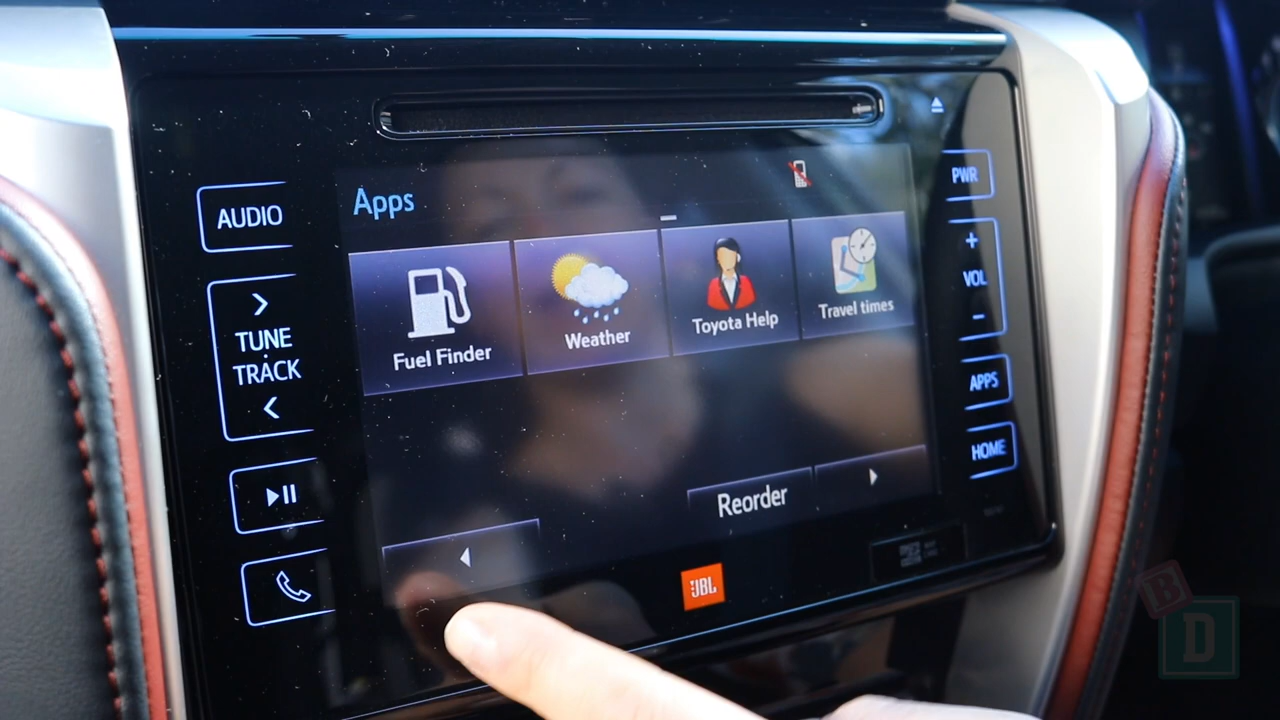 AUDIO
TUNE
TRACK
Apps
Fuel Finder
Weather
Toyota Help
Travel times
Reorder
JBL
PWR
+
VOL
-
APPS
HOME
B
D